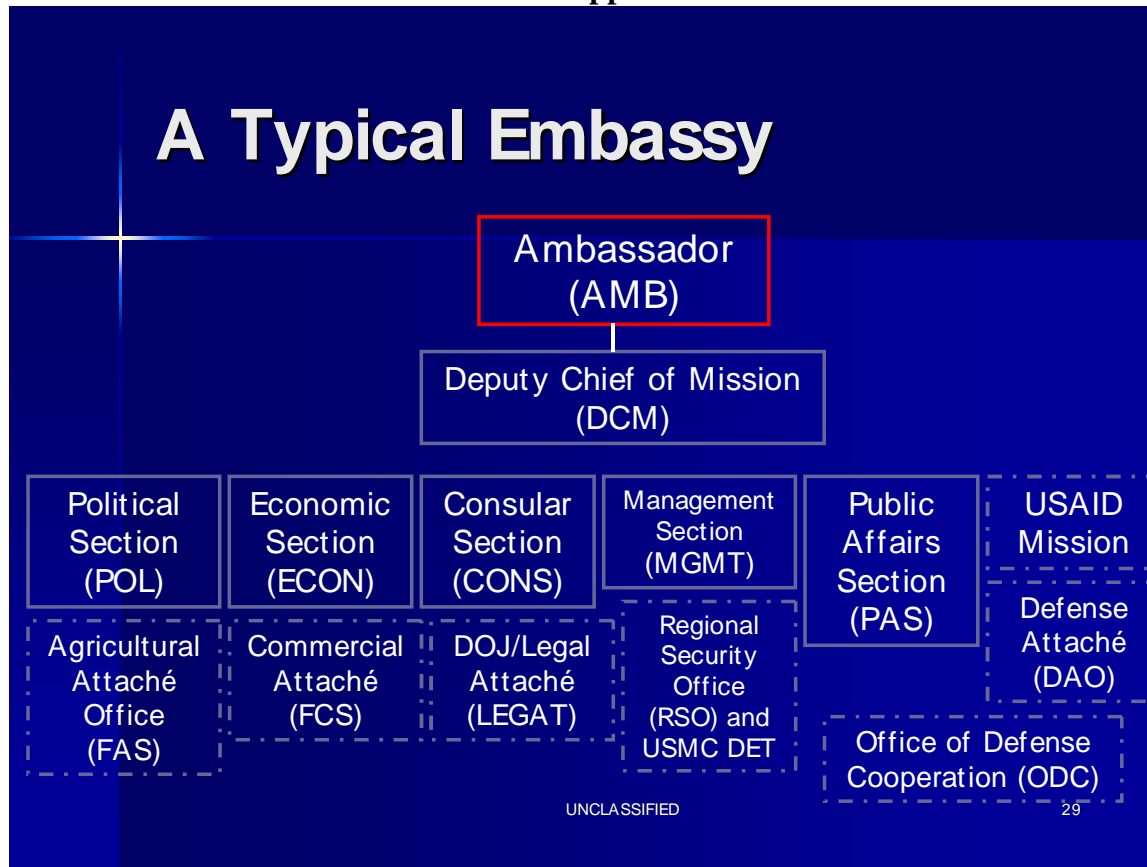 A Typical Embassy
Ambassador
(AMB)
Deputy Chief of Mission
(DCM)
Political
Section
(POL)
Economic
Section
(ECON)
Consular
Section
(CONS)
Management
Section
(MGMT)
Public
Affairs
Section
(PAS)
USAID
Mission
Agricultural
Attaché
Office
(FAS)
Commercial
Attaché
(FCS)
DOJ/Legal
Attaché
(LEGAT)
Regional
Security
Office
(RSO) and
USMC DET
Defense
Attaché
(DAO)
Office of Defense
Cooperation (ODC)
UNCLASSIFIED
29